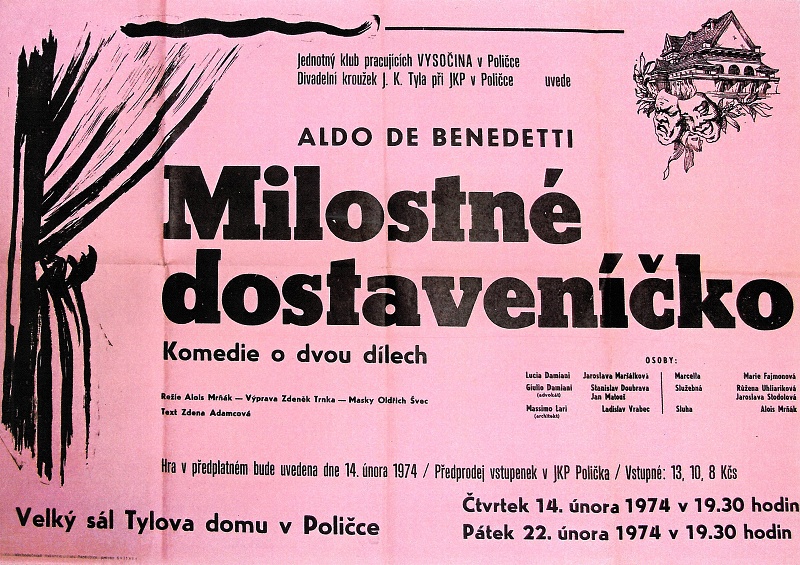 Jednotný klub pracujících VYSOČINA v Poličce
Divadelní kroužek J. K. Tyla při JKP v Poličce uvede
ALDO DE BENEDETTI
Milostné
dostaveníčko
Komedie o dvou dílech
Režie Alois Mrňák — Výprava Zdeněk Trnka — Masky Oldřich Švec
Text Zdena Adamcová
OSOBY:
Lucia Damiani Jaroslava Maršálková
Giulio Damiani Stanislav Doubrava
(advokát) Jan Matouš
Massimo Lari Ladislav Vrabec
(architekt)
Marcella Marie Fajmonová
Služebná Růžena Uhliariková
Jaroslava Stodolová
Sluha Alois Mrňák
Hra v předplatném bude uvedena dne 14. února 1974 / Předprodej vstupenek v JKP Polička / Vstupné: 13, 10, 8 Kčs
Velký sál Tylova domu v Poličce
Čtvrtek 14. února 1974 v 19.30 hodin
Pátek 22. února 1974 v 19.30 hodin